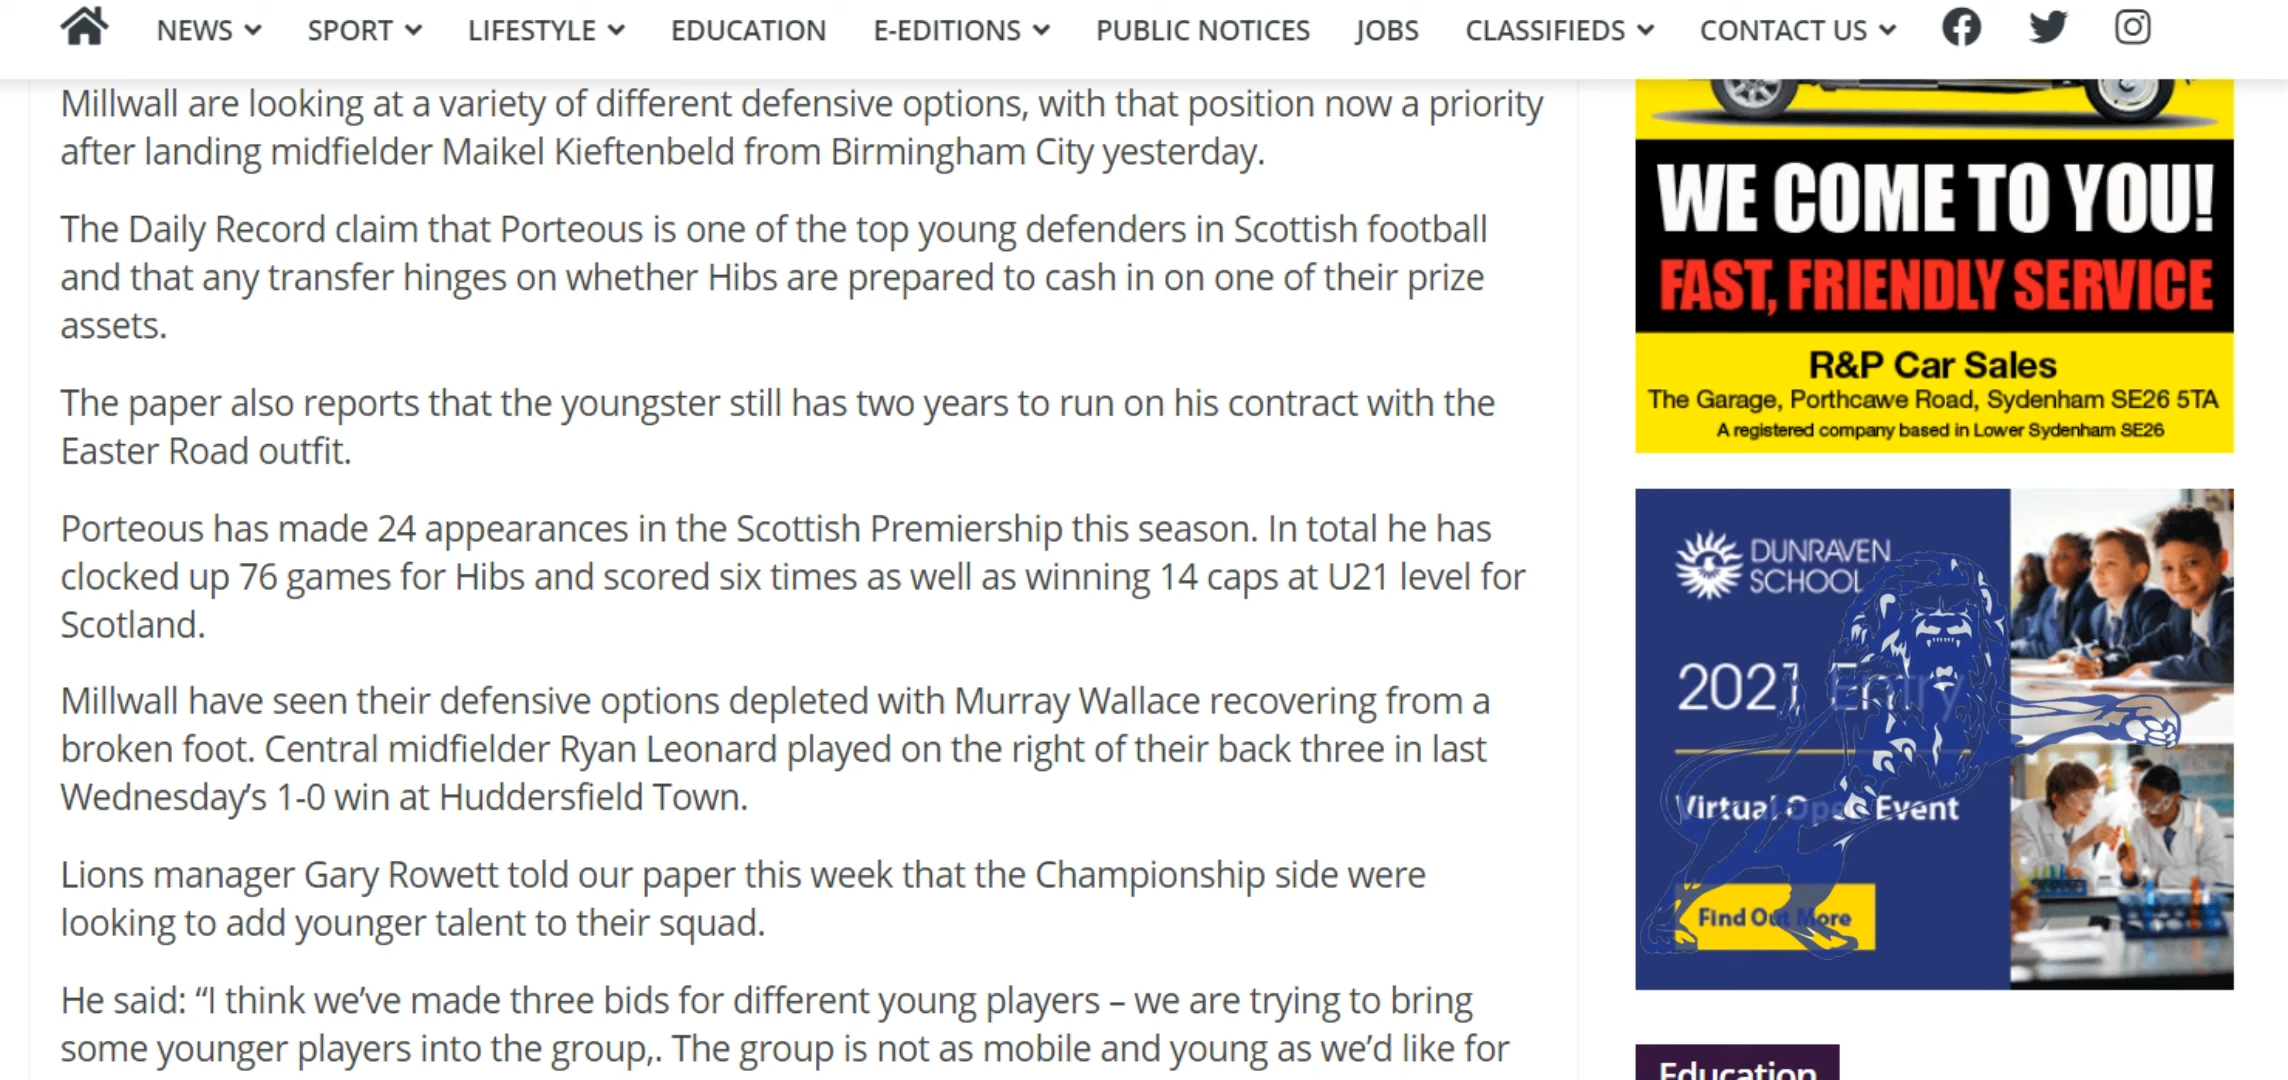 NEWS SPORT LIFESTYLE EDUCATION E-EDITIONS PUBLIC NOTICES JOBS CLASSIFIEDS CONTACT US
Millwall are looking at a variety of different defensive options, with that position now a priority
after landing midfielder Maikel Kieftenbeld from Birmingham City yesterday.
The Daily Record claim that Porteous is one of the top young defenders in Scottish football
and that any transfer hinges on whether Hibs are prepared to cash in on one of their prize
assets.
The paper also reports that the youngster still has two years to run on his contract with the
Easter Road outfit.
Porteous has made 24 appearances in the Scottish Premiership this season. In total he has
clocked up 76 games for Hibs and scored six times as well as winning 14 caps at U21 level for
Scotland.
Millwall have seen their defensive options depleted with Murray Wallace recovering from a
broken foot. Central midfielder Ryan Leonard played on the right of their back three in last
Wednesday’s 1-0 win at Huddersfield Town.
Lions manager Gary Rowett told our paper this week that the Championship side were
looking to add younger talent to their squad.
He said: “I think we’ve made three bids for different young players – we are trying to bring
some younger players into the group,. The group is not as mobile and young as we’d like for
WE COME TO YOU!
FAST, FRIENDLY SERVICE
R&P Car Sales
The Garage, Porthcawe Road, Sydenham SE26 5TA
A registered company based in Lower Sydenham SE26
DUNRAVEN
SCHOOL
2021 Entry
Virtual Open Event
Find Out More
Education